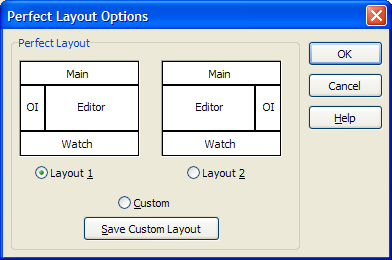 Perfect Layout Options
Perfect Layout
Main
OI
Editor
Watch
Main
Editor
OI
Watch
Layout 1
Layout 2
Custom
Save Custom Layout
OK
Cancel
Help